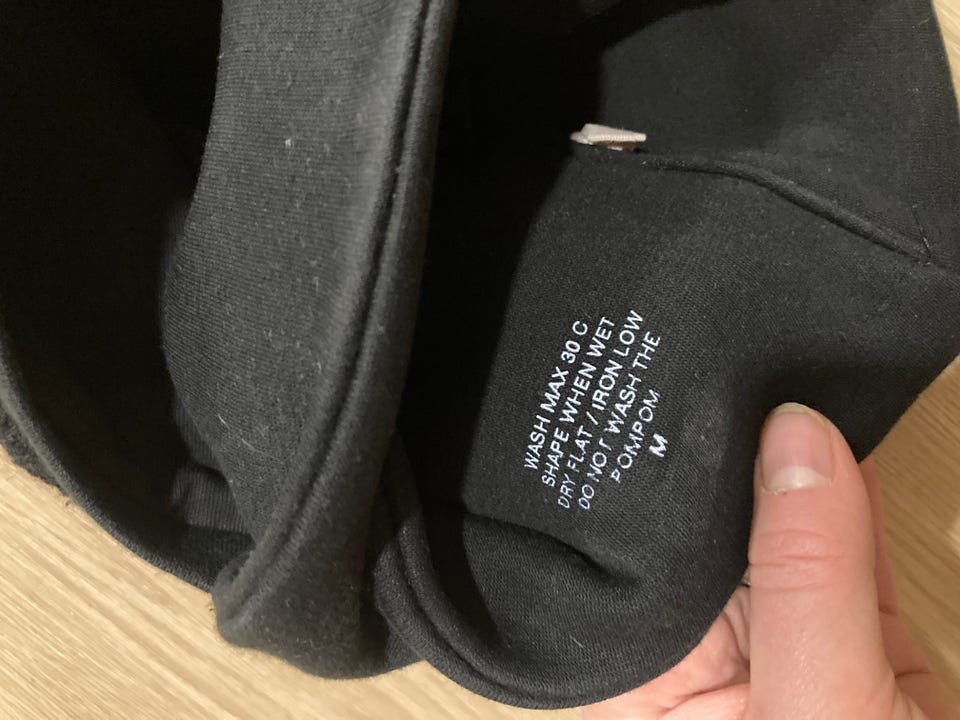 WASH MAX 30 C
SHAPE WHEN WET
DRY FLAT / IRON LOW
DO NOT WASH THE
POMPOM
M